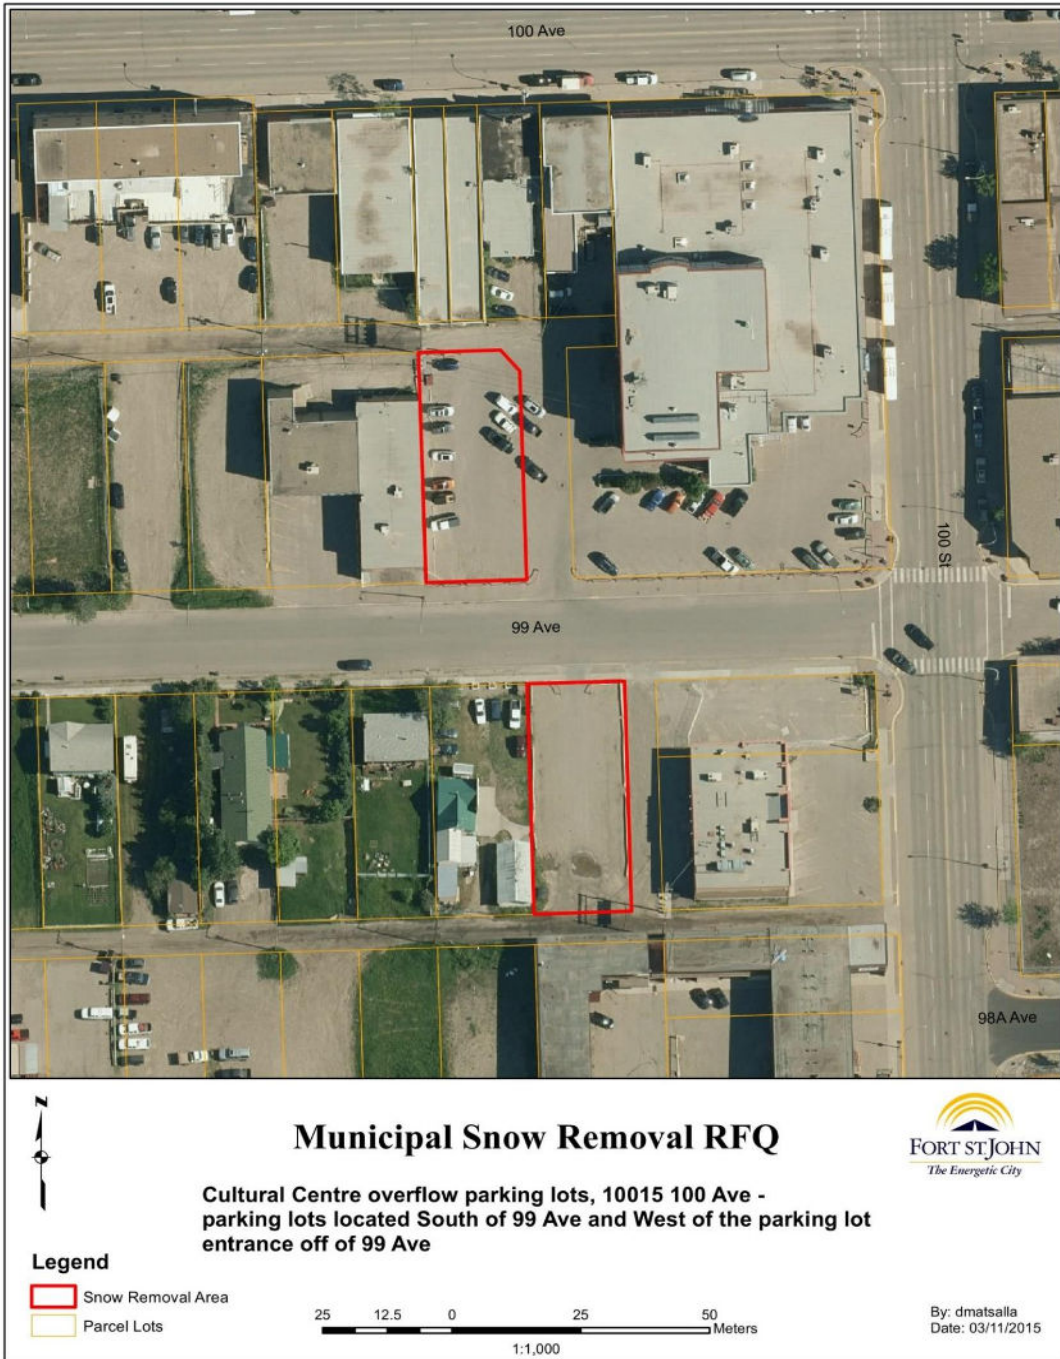 100 Ave
100 St
99 Ave
98A Ave
N
Municipal Snow Removal RFQ
FORT ST. JOHN
The Energetic City
Cultural Centre overflow parking lots, 10015 100 Ave -
parking lots located South of 99 Ave and West of the parking lot
entrance off of 99 Ave
Legend
Snow Removal Area
Parcel Lots
25 12.5 0 25 50
Meters
1:1,000
By: dmatsalla
Date: 03/11/2015